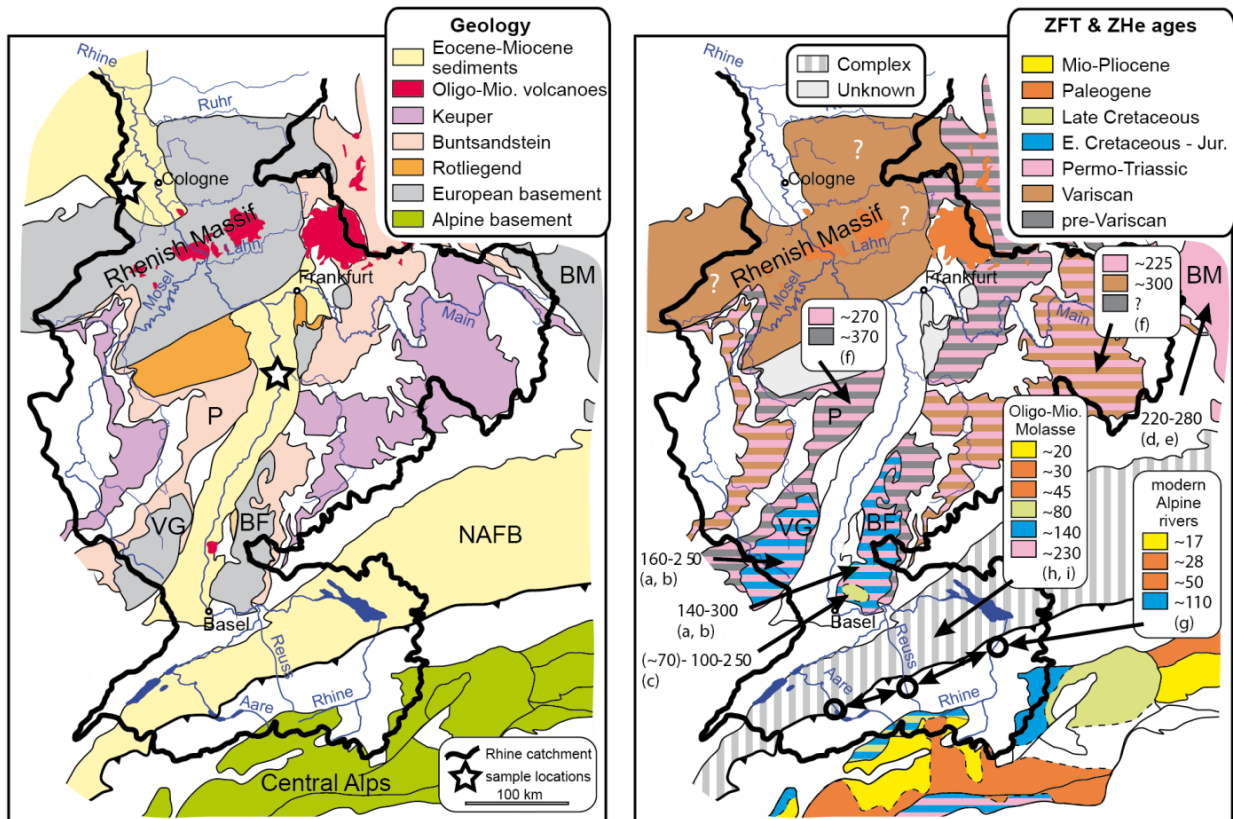 Geology
Eocene-Miocene
sediments
Oligo-Mio. volcanoes
Keuper
Buntsandstein
Rotliegend
European basement
Alpine basement
Rhine
Ruhr
Cologne
Rhenish Massif
Lahn
Mosel
Frankfurt
BM
Main
P
VG
BF
NAFB
Basel
Reuss
Aare
Rhine
Central Alps
Rhine catchment
sample locations
100 km
ZFT & ZHe ages
Mio-Pliocene
Paleogene
Late Cretaceous
E. Cretaceous - Jur.
Permo-Triassic
Variscan
pre-Variscan
Complex
Unknown
Rhine
Ruhr
?
Cologne
Rhenish Massif
?
Lahn
?
Mosel
Frankfurt
BM
Main
~225
~300
?
(f)
~270
~370
(f)
P
220-280
(d, e)
Oligo-Mio.
Molasse
~20
~30
~45
~80
~140
~230
(h, i)
modern
Alpine
rivers
~17
~28
~50
~110
(g)
VG
BF
160-2 50
(a, b)
140-300
(a, b)
(~70)- 100-2 50
(c)
Basel
Reuss
Aare
Rhine